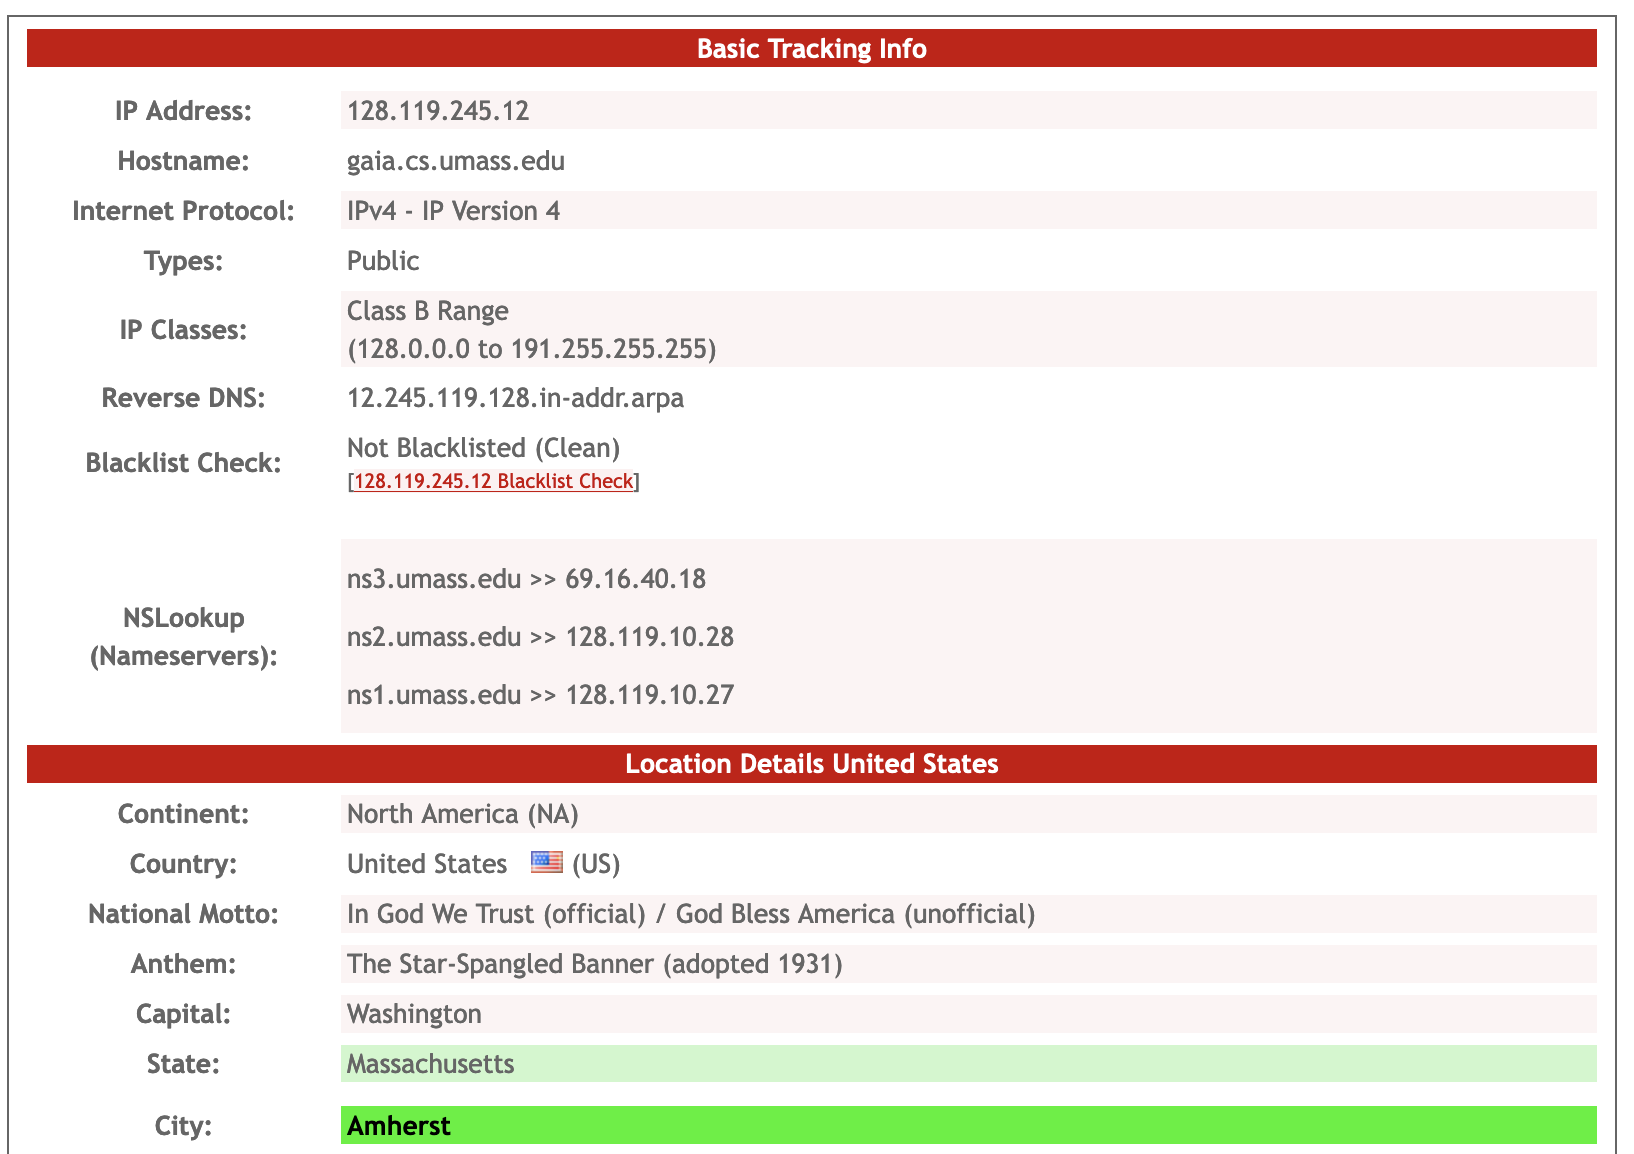 Basic Tracking Info
IP Address: 128.119.245.12
Hostname: gaia.cs.umass.edu
Internet Protocol: IPv4 - IP Version 4
Types: Public
IP Classes: Class B Range
(128.0.0.0 to 191.255.255.255)
Reverse DNS: 12.245.119.128.in-addr.arpa
Blacklist Check: Not Blacklisted (Clean)
[128.119.245.12 Blacklist Check]
NSLookup
(Nameservers):
ns3.umass.edu >> 69.16.40.18
ns2.umass.edu >> 128.119.10.28
ns1.umass.edu >> 128.119.10.27
Location Details United States
Continent: North America (NA)
Country: United States (US)
National Motto: In God We Trust (official) / God Bless America (unofficial)
Anthem: The Star-Spangled Banner (adopted 1931)
Capital: Washington
State: Massachusetts
City: Amherst